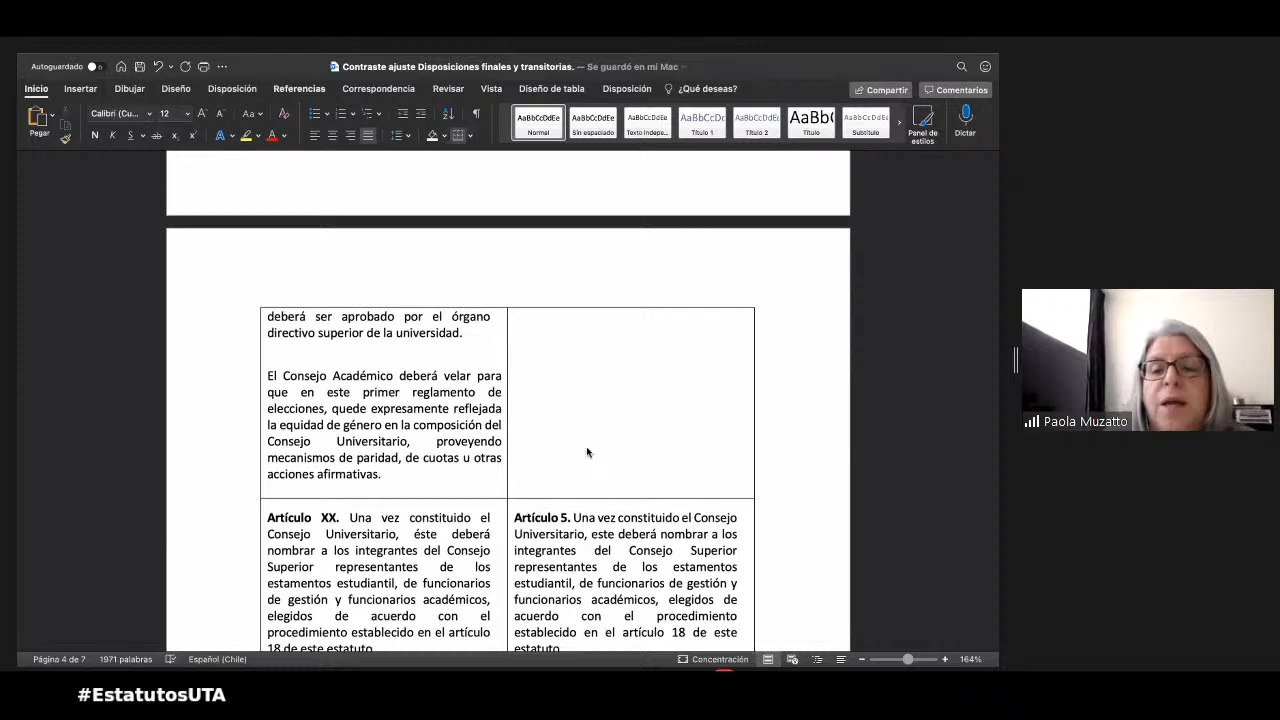 Autoguardado
Contraste ajuste Disposiciones finales y transitorias. — Se guardó en mi Mac
Inicio Insertar Dibujar Diseño Disposición Referencias Correspondencia Revisar Vista Diseño de tabla Disposición ¿Qué deseas? Compartir Comentarios
Pegar
Calibri (Cu... 12
N K S ab x₂ x²
AaBbCcDdEe AaBbCcDdEe AaBbCcDdEe AaBbCcDc AaBbCcDdEe AaBb( AaBbCcDdEe
Normal Sin espaciado Texto indepe... Título 1 Título 2 Título Subtítulo
Panel de estilos
Dictar
deberá ser aprobado por el órgano
directivo superior de la universidad.
El Consejo Académico deberá velar para
que en este primer reglamento de
elecciones, quede expresamente reflejada
la equidad de género en la composición del
Consejo Universitario, proveyendo
mecanismos de paridad, de cuotas u otras
acciones afirmativas.
Artículo XX. Una vez constituido el
Consejo Universitario, éste deberá
nombrar a los integrantes del Consejo
Superior representantes de los
estamentos estudiantil, de funcionarios
de gestión y funcionarios académicos,
elegidos de acuerdo con el
procedimiento establecido en el artículo
18 de este estatuto
Artículo 5. Una vez constituido el Consejo
Universitario, este deberá nombrar a los
integrantes del Consejo Superior
representantes de los estamentos
estudiantil, de funcionarios de gestión y
funcionarios académicos, elegidos de
acuerdo con el procedimiento
establecido en el artículo 18 de este
estatuto
Paola Muzatto
Página 4 de 7 1971 palabras Español (Chile) Concentración 164%
#EstatutosUTA